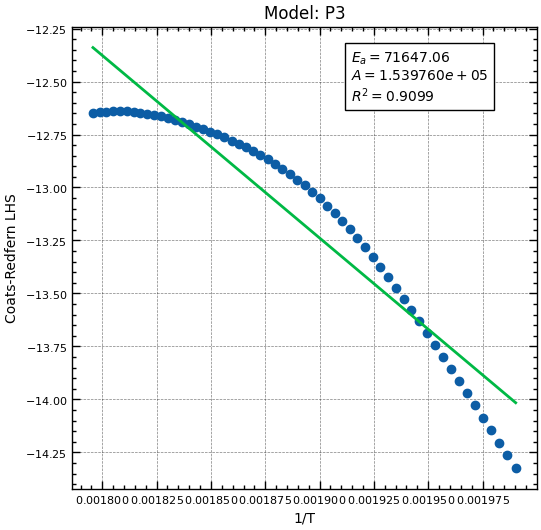 Model: P3
Coats-Redfern LHS
−12.25
−12.50
−12.75
−13.00
−13.25
−13.50
−13.75
−14.00
−14.25
E_a = 71647.06
A = 1.539760e + 05
R² = 0.9099
0.001800 0.001825 0.001850 0.001875 0.001900 0.001925 0.001950 0.001975
1/T